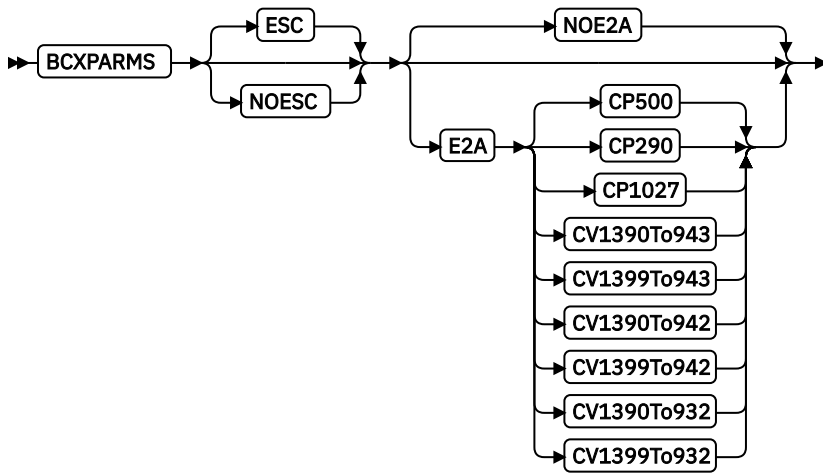 ESC
NOE2A
BCXPARMS
NOESC
CP500
E2A
CP290
CP1027
CV1390To943
CV1399To943
CV1390To942
CV1399To942
CV1390To932
CV1399To932